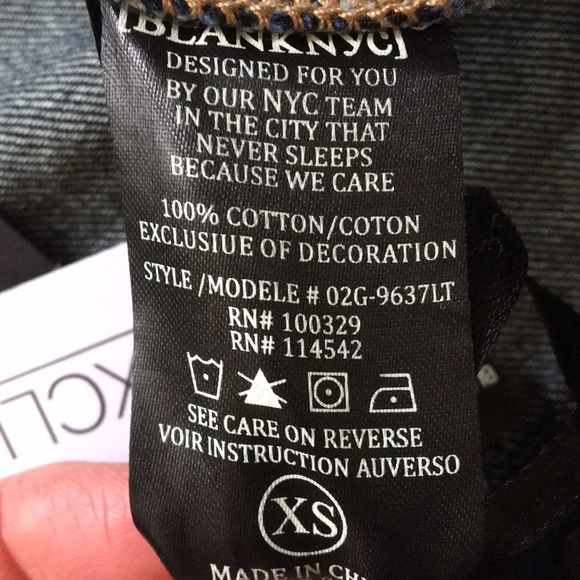 [BLANKNYC]
DESIGNED FOR YOU
BY OUR NYC TEAM
IN THE CITY THAT
NEVER SLEEPS
BECAUSE WE CARE
100% COTTON/COTON
EXCLUSIUE OF DECORATION
STYLE /MODELE # 02G-9637LT
RN# 100329
RN# 114542
SEE CARE ON REVERSE
VOIR INSTRUCTION AUVERSO
XS
MADE IN